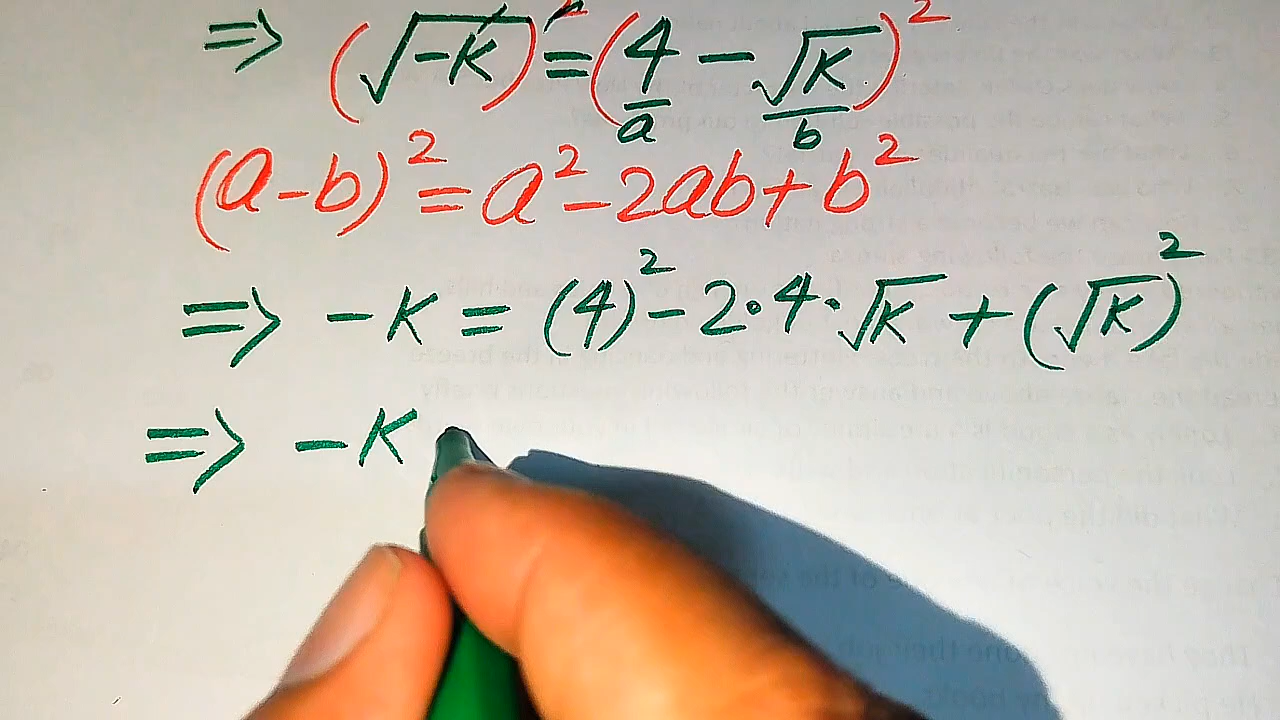 ⇒ (√-K)² = (4 - √K)²
a b
(a-b)² = a² - 2ab + b²
⇒ -K = (4)² - 2·4·√K + (√K)²
⇒ -K